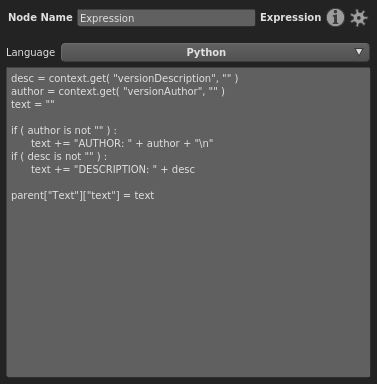 Node Name Expression Expression
Language Python
desc = context.get( "versionDescription", "" )
author = context.get( "versionAuthor", "" )
text = ""
if ( author is not "" ) :
text += "AUTHOR: " + author + "\n"
if ( desc is not "" ) :
text += "DESCRIPTION: " + desc
parent["Text"]["text"] = text